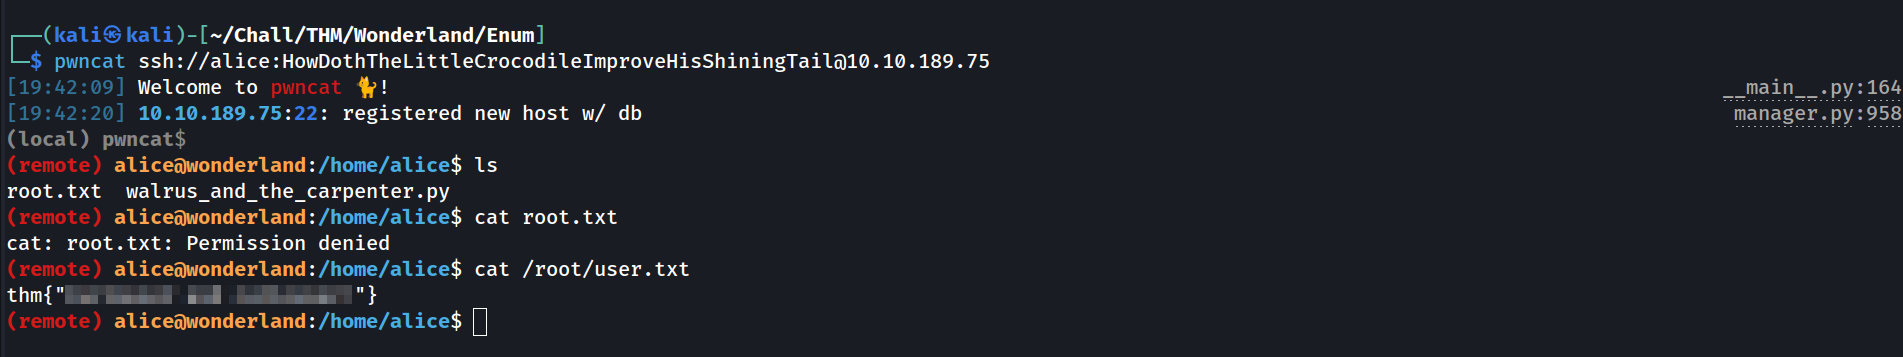 ┌──(kali㉿kali)-[~/Chall/THM/Wonderland/Enum]
└─$ pwncat ssh://alice:HowDothTheLittleCrocodileImproveHisShiningTail@10.10.189.75
[19:42:09] Welcome to pwncat 🐈! __main__.py:164
[19:42:20] 10.10.189.75:22: registered new host w/ db manager.py:958
(local) pwncat$
(remote) alice@wonderland:/home/alice$ ls
root.txt  walrus_and_the_carpenter.py
(remote) alice@wonderland:/home/alice$ cat root.txt
cat: root.txt: Permission denied
(remote) alice@wonderland:/home/alice$ cat /root/user.txt
thm{""}
(remote) alice@wonderland:/home/alice$